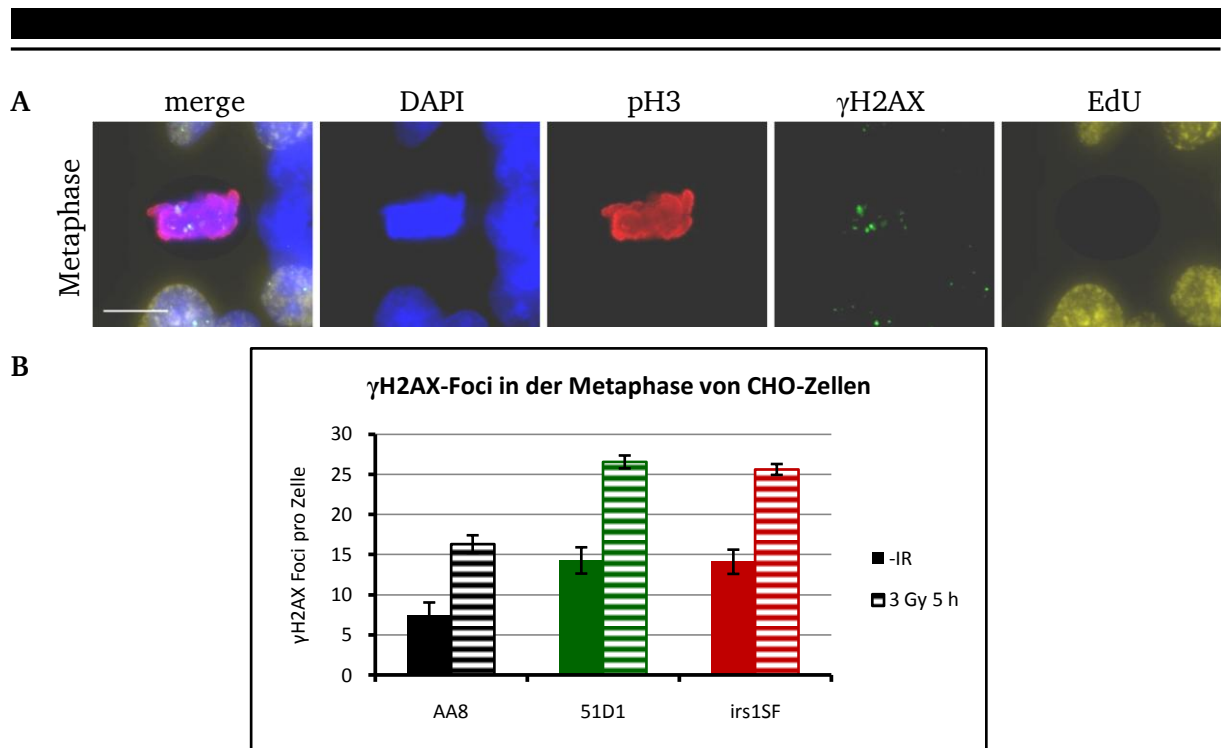 A merge DAPI pH3 γH2AX EdU
Metaphase
B
γH2AX-Foci in der Metaphase von CHO-Zellen
γH2AX Foci pro Zelle
30
25
20
15
10
5
0
-IR
3 Gy 5 h
AA8 51D1 irs1SF